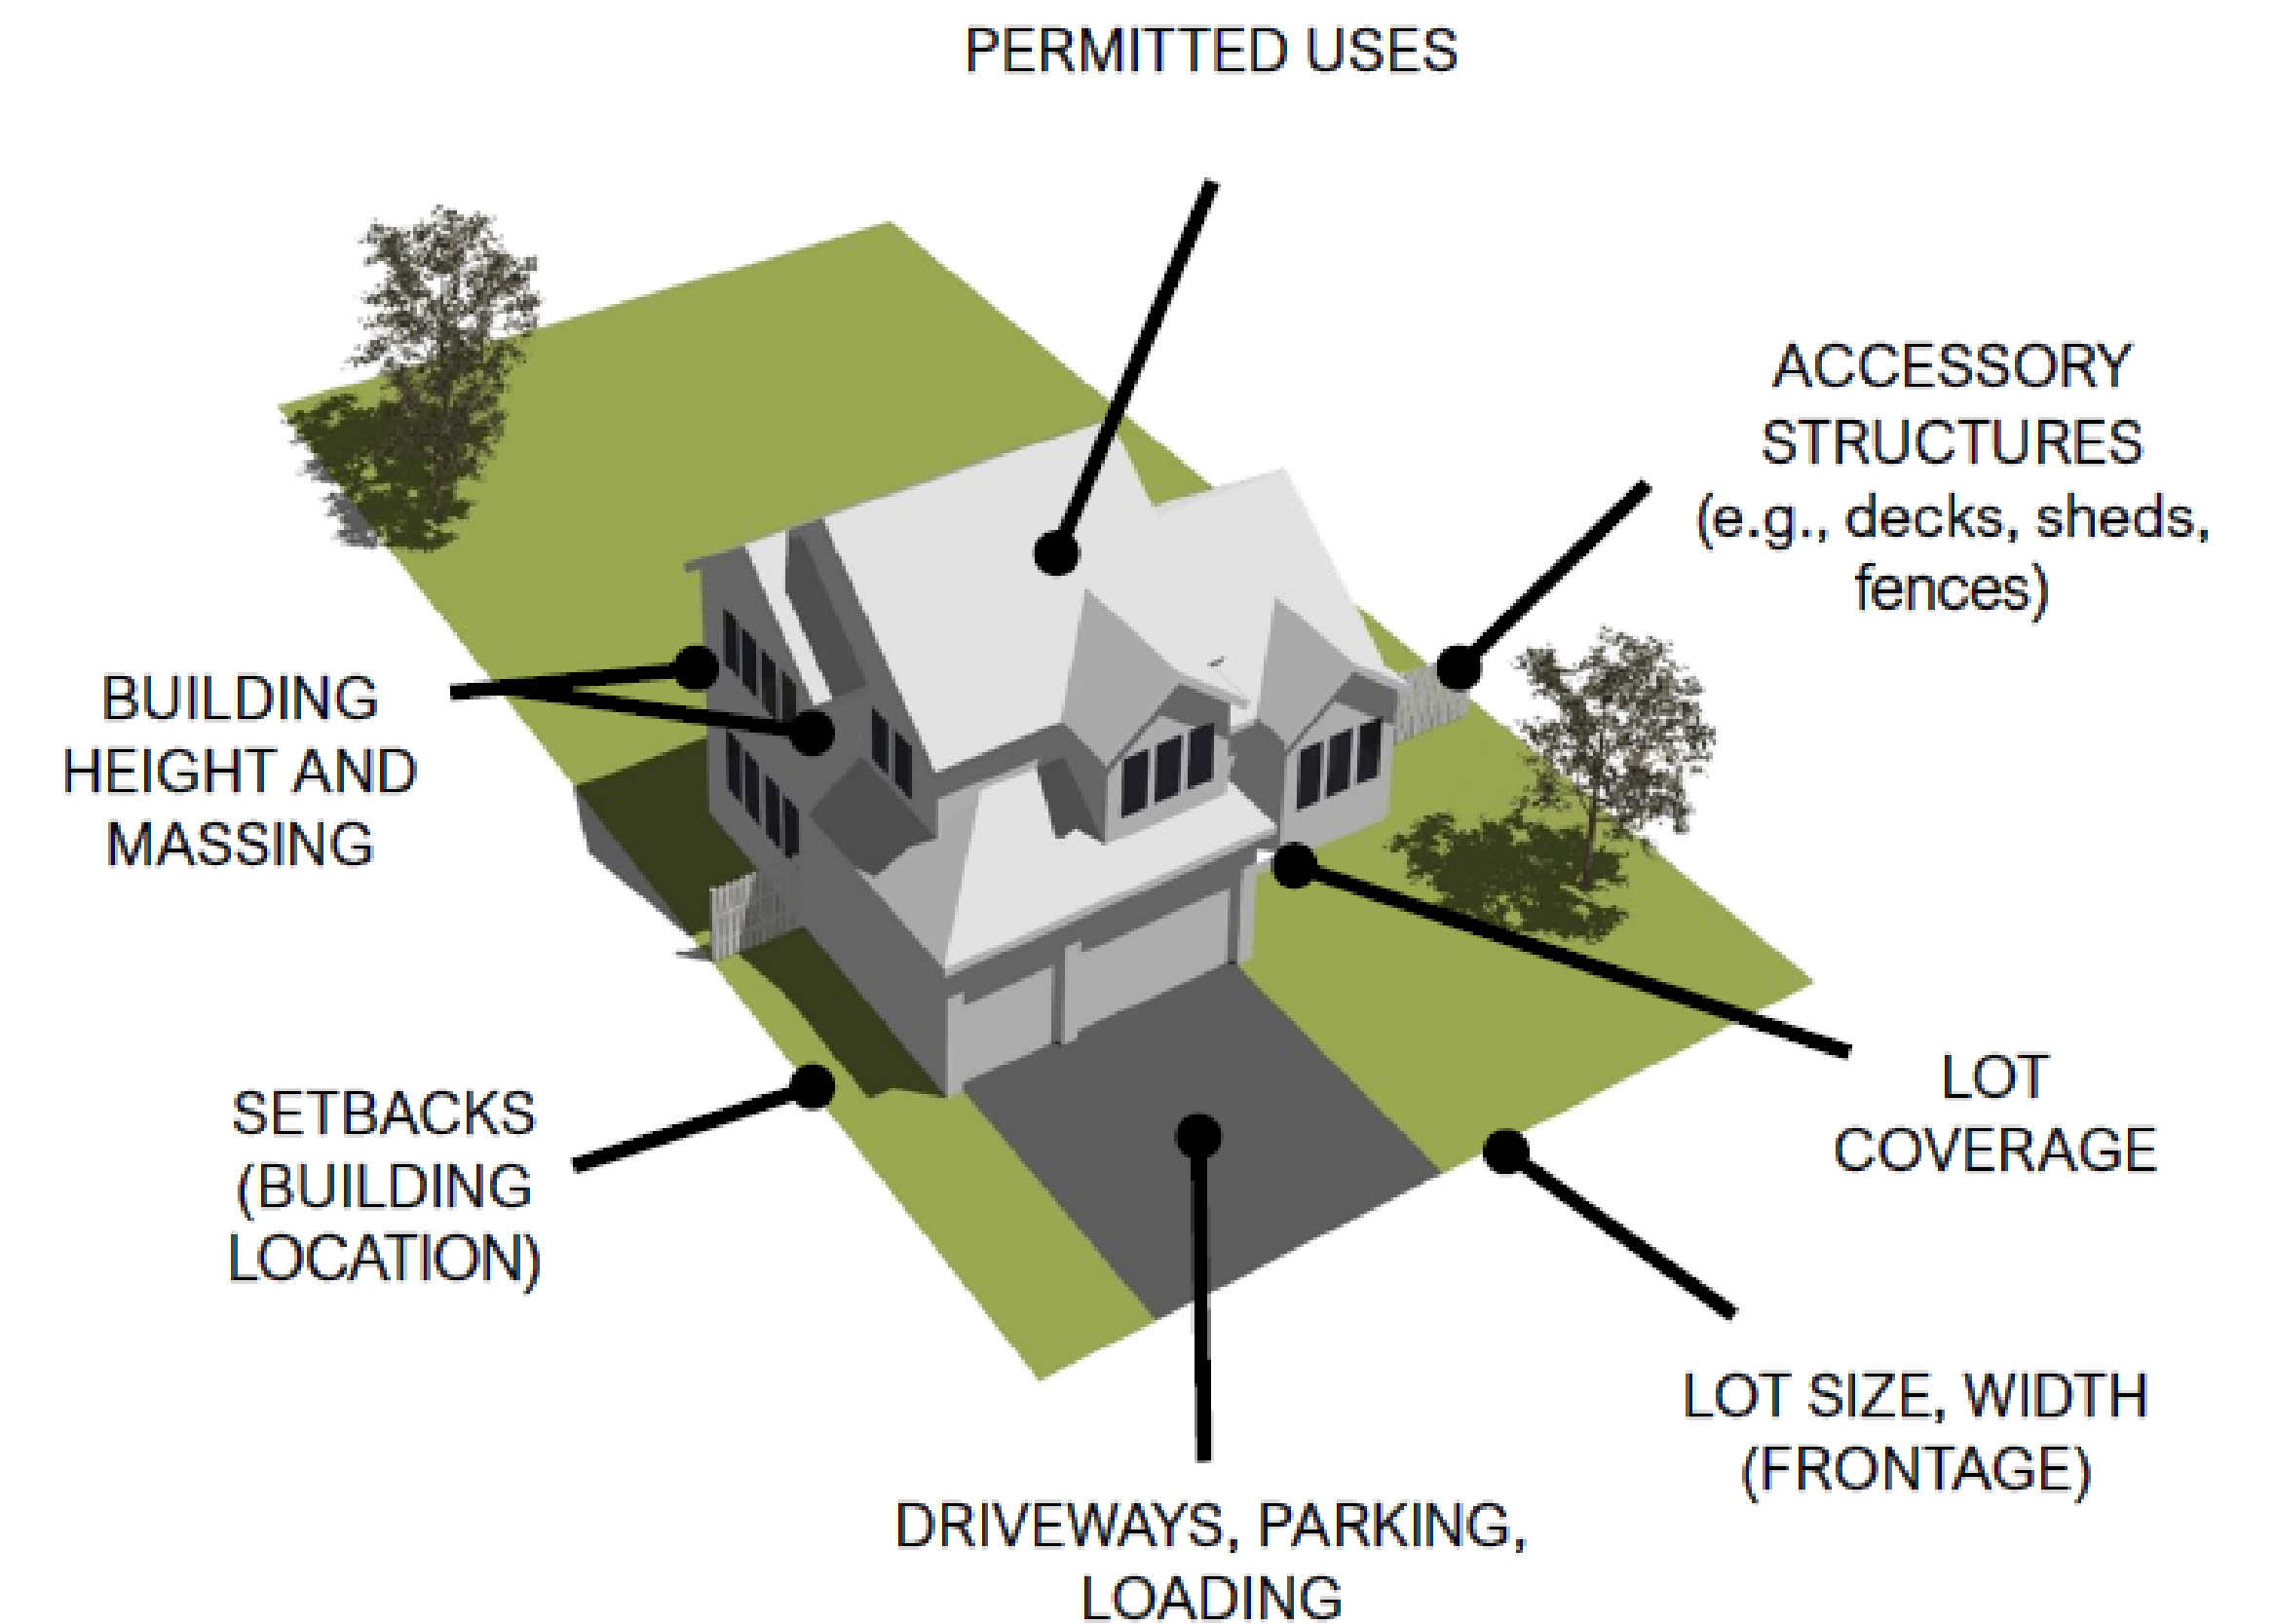 PERMITTED USES
ACCESSORY
STRUCTURES
(e.g., decks, sheds,
fences)
BUILDING
HEIGHT AND
MASSING
LOT
COVERAGE
SETBACKS
(BUILDING
LOCATION)
LOT SIZE, WIDTH
(FRONTAGE)
DRIVEWAYS, PARKING,
LOADING